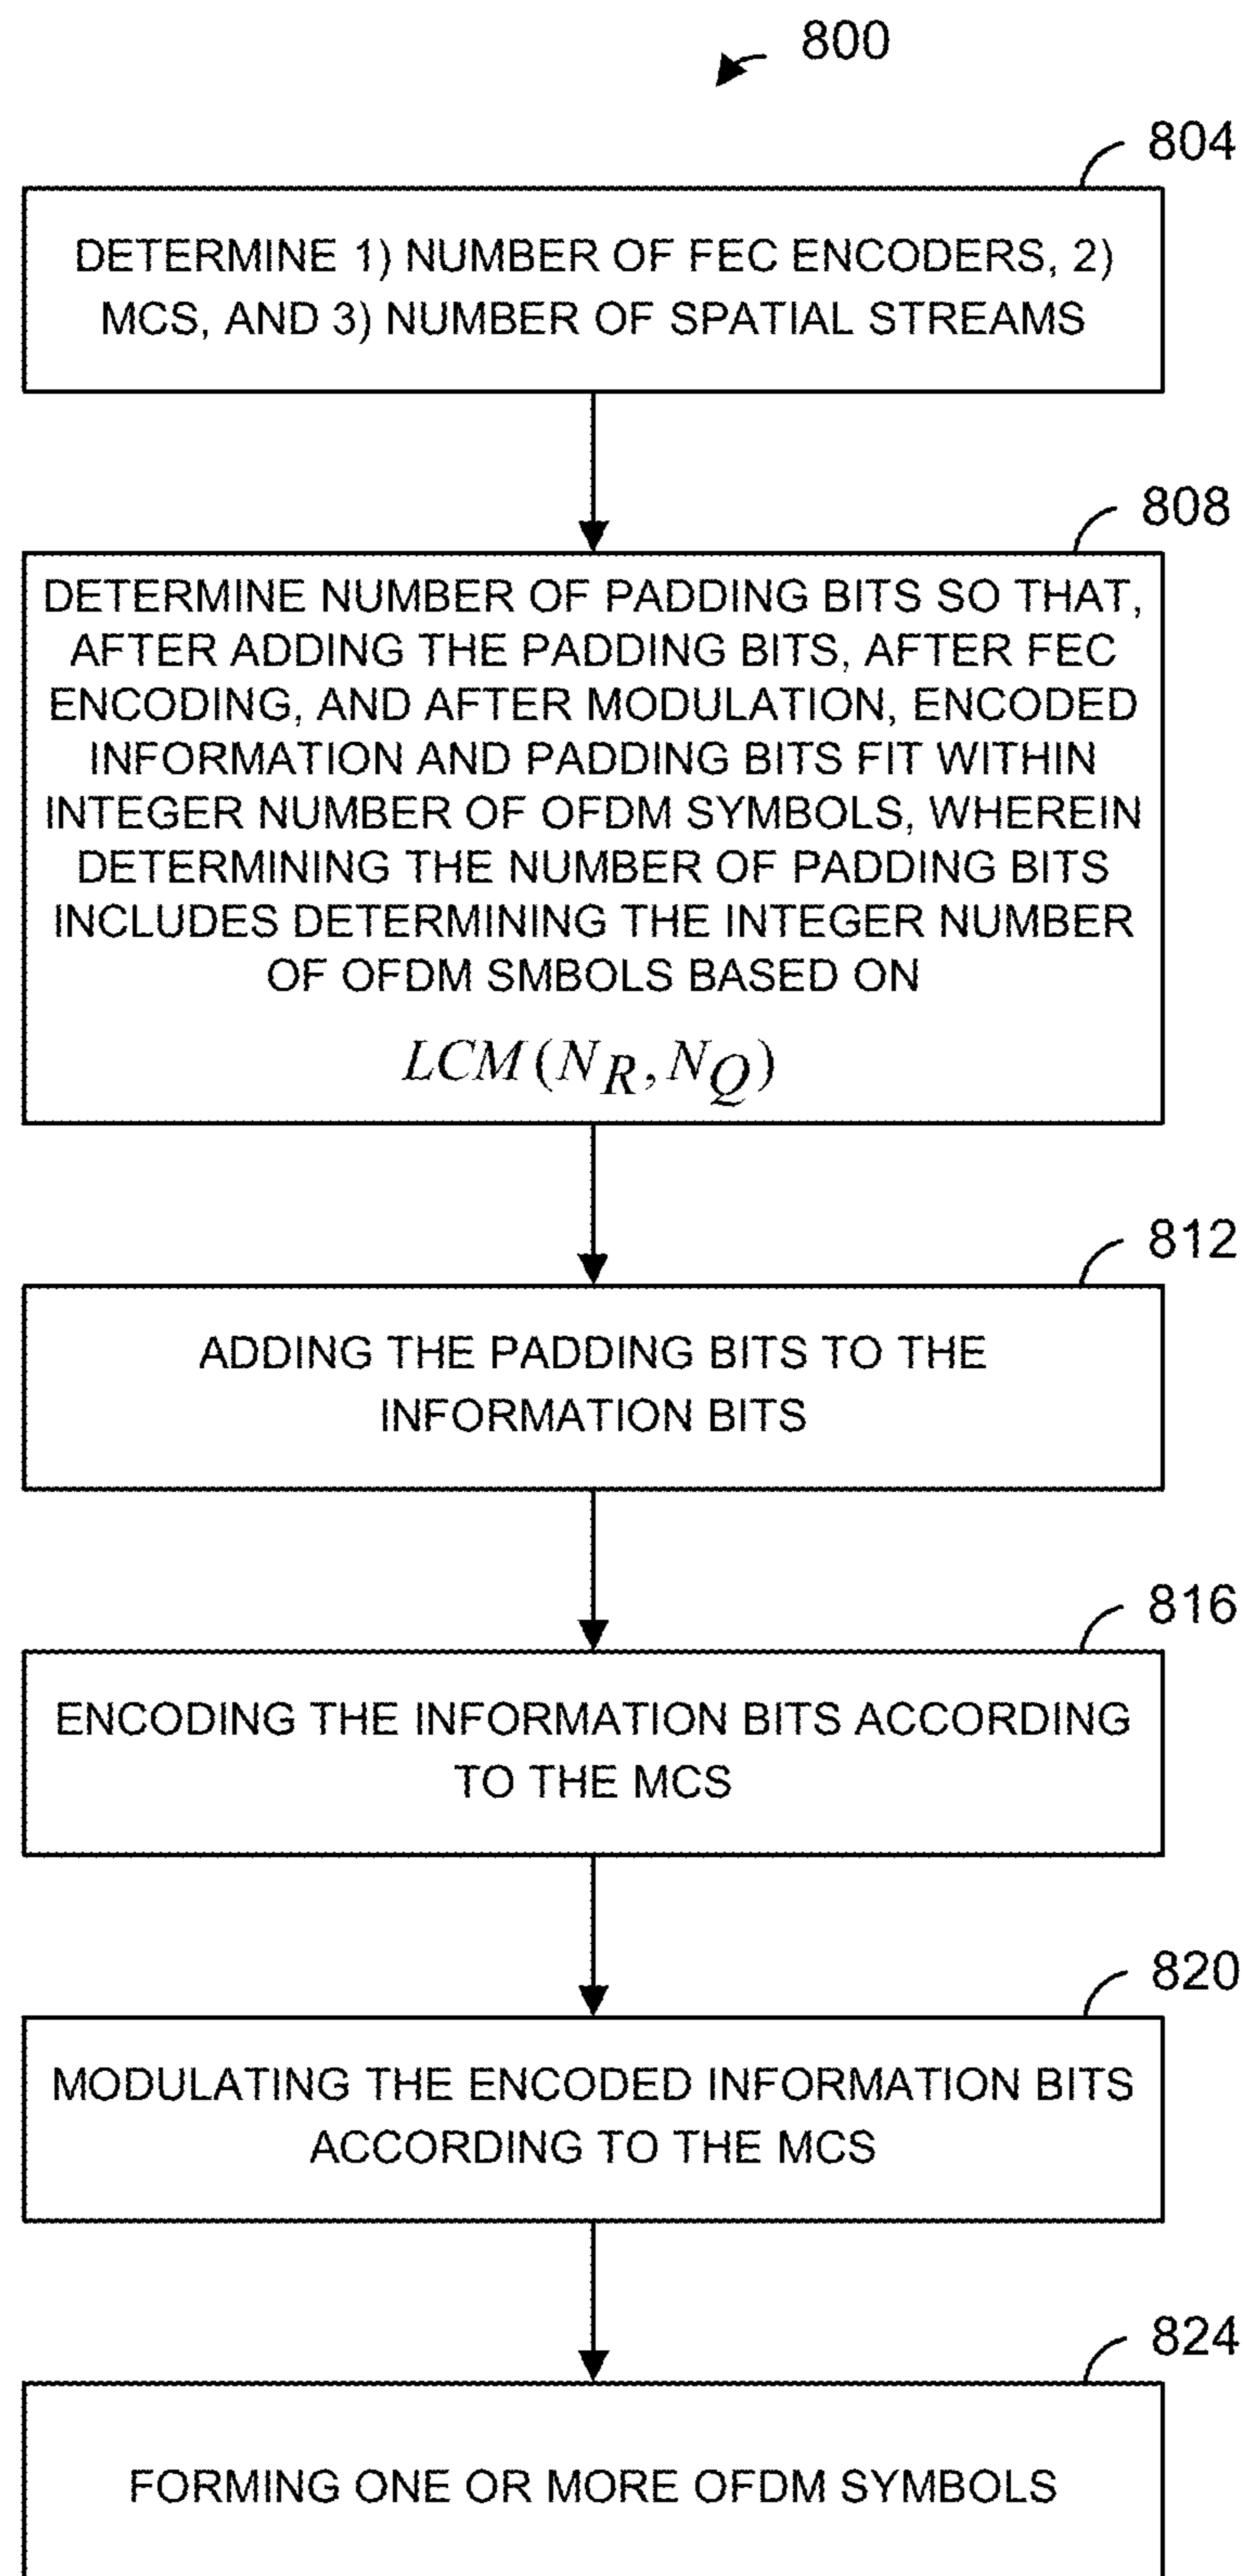 800
804
DETERMINE 1) NUMBER OF FEC ENCODERS, 2)
MCS, AND 3) NUMBER OF SPATIAL STREAMS
808
DETERMINE NUMBER OF PADDING BITS SO THAT,
AFTER ADDING THE PADDING BITS, AFTER FEC
ENCODING, AND AFTER MODULATION, ENCODED
INFORMATION AND PADDING BITS FIT WITHIN
INTEGER NUMBER OF OFDM SYMBOLS, WHEREIN
DETERMINING THE NUMBER OF PADDING BITS
INCLUDES DETERMINING THE INTEGER NUMBER
OF OFDM SMBOLS BASED ON
LCM(N_R, N_Q)
812
ADDING THE PADDING BITS TO THE
INFORMATION BITS
816
ENCODING THE INFORMATION BITS ACCORDING
TO THE MCS
820
MODULATING THE ENCODED INFORMATION BITS
ACCORDING TO THE MCS
824
FORMING ONE OR MORE OFDM SYMBOLS